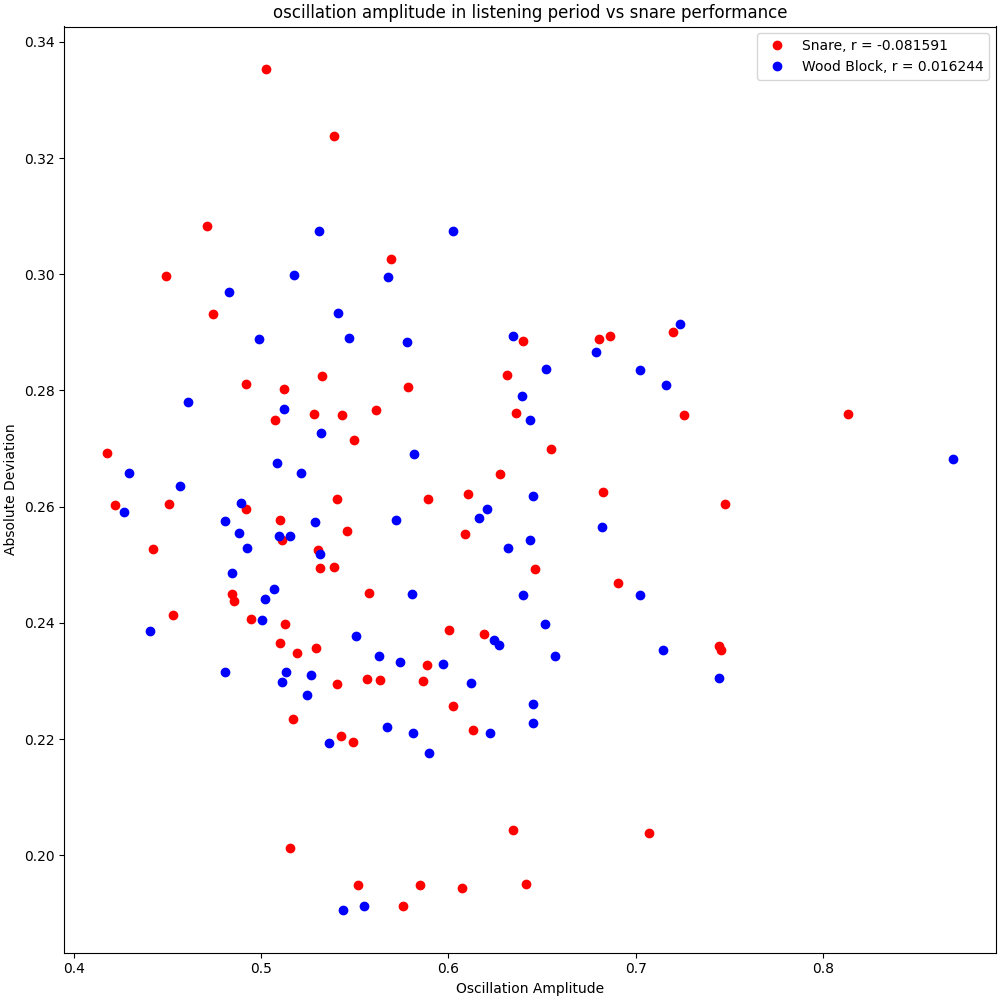 oscillation amplitude in listening period vs snare performance
Snare, r = -0.081591
Wood Block, r = 0.016244
0.34
0.32
0.30
0.28
0.26
0.24
0.22
0.20
Absolute Deviation
0.4 0.5 0.6 0.7 0.8
Oscillation Amplitude